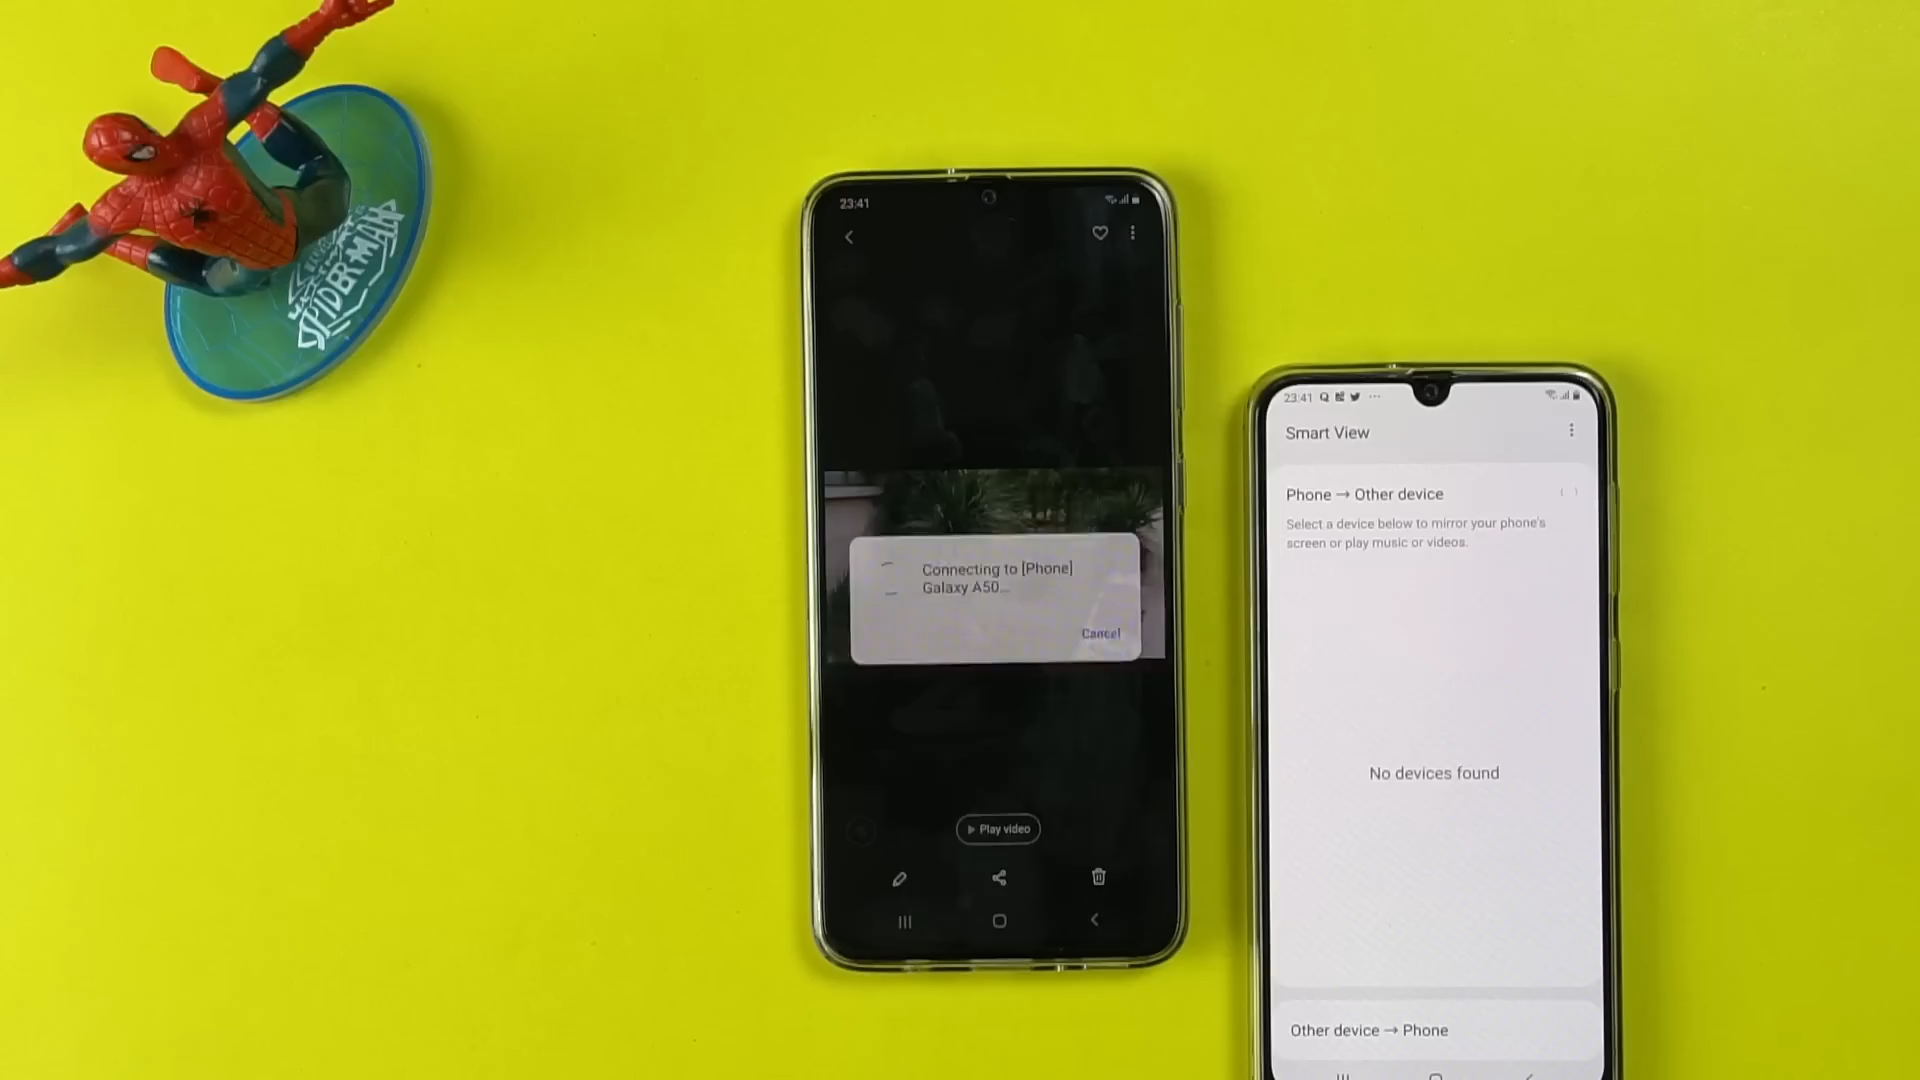 SPIDER-MAN
23:41
Connecting to [Phone]
Galaxy A50...
Cancel
Play video
23:41
Smart View
Phone → Other device
Select a device below to mirror your phone's
screen or play music or videos.
No devices found
Other device → Phone